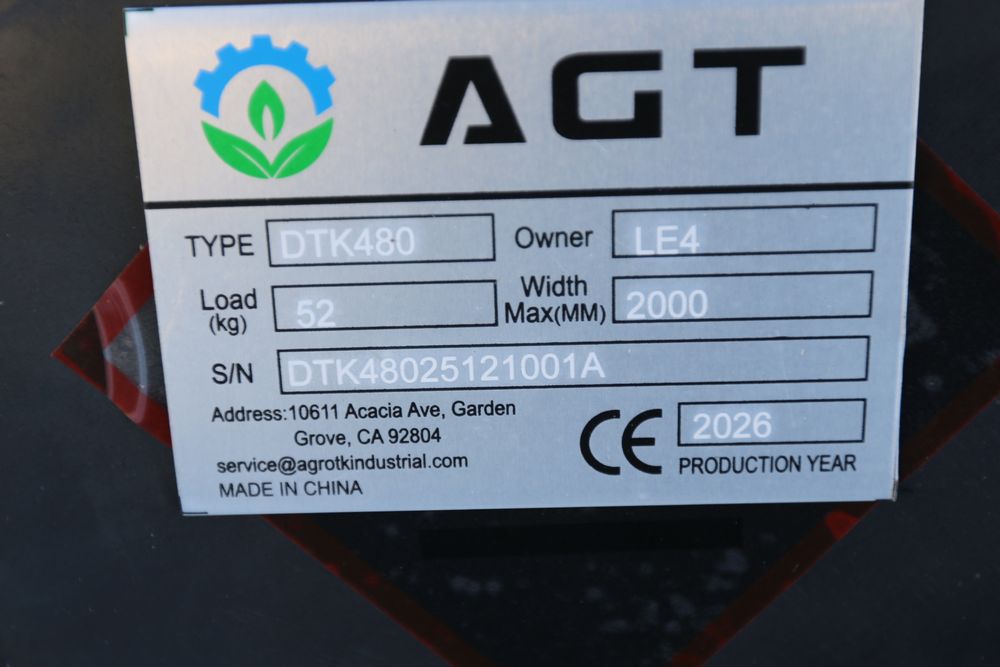 AGT
TYPE DTK480 Owner LE4
Load (kg) 52 Width Max(MM) 2000
S/N DTK48025121001A
Address:10611 Acacia Ave, Garden
Grove, CA 92804
service@agrotkindustrial.com
MADE IN CHINA
CE 2026
PRODUCTION YEAR